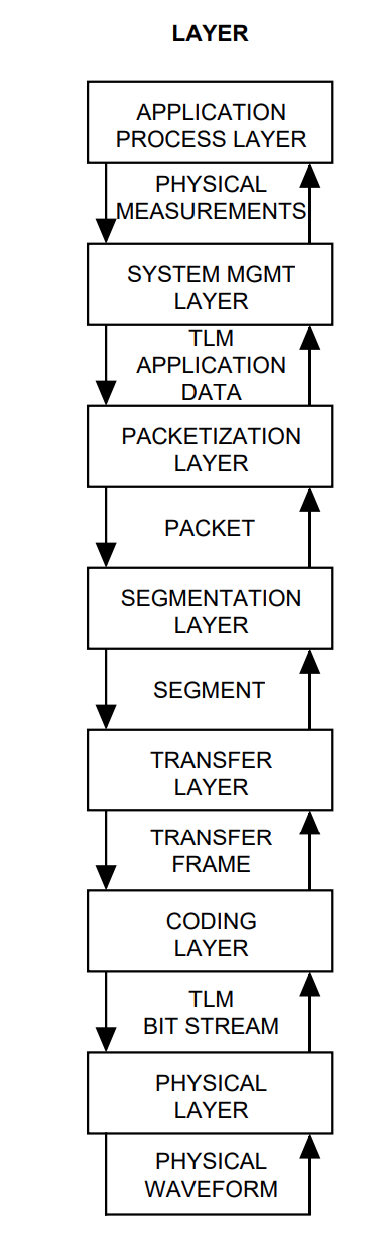 LAYER
APPLICATION
PROCESS LAYER
PHYSICAL
MEASUREMENTS
SYSTEM MGMT
LAYER
TLM
APPLICATION
DATA
PACKETIZATION
LAYER
PACKET
SEGMENTATION
LAYER
SEGMENT
TRANSFER
LAYER
TRANSFER
FRAME
CODING
LAYER
TLM
BIT STREAM
PHYSICAL
LAYER
PHYSICAL
WAVEFORM